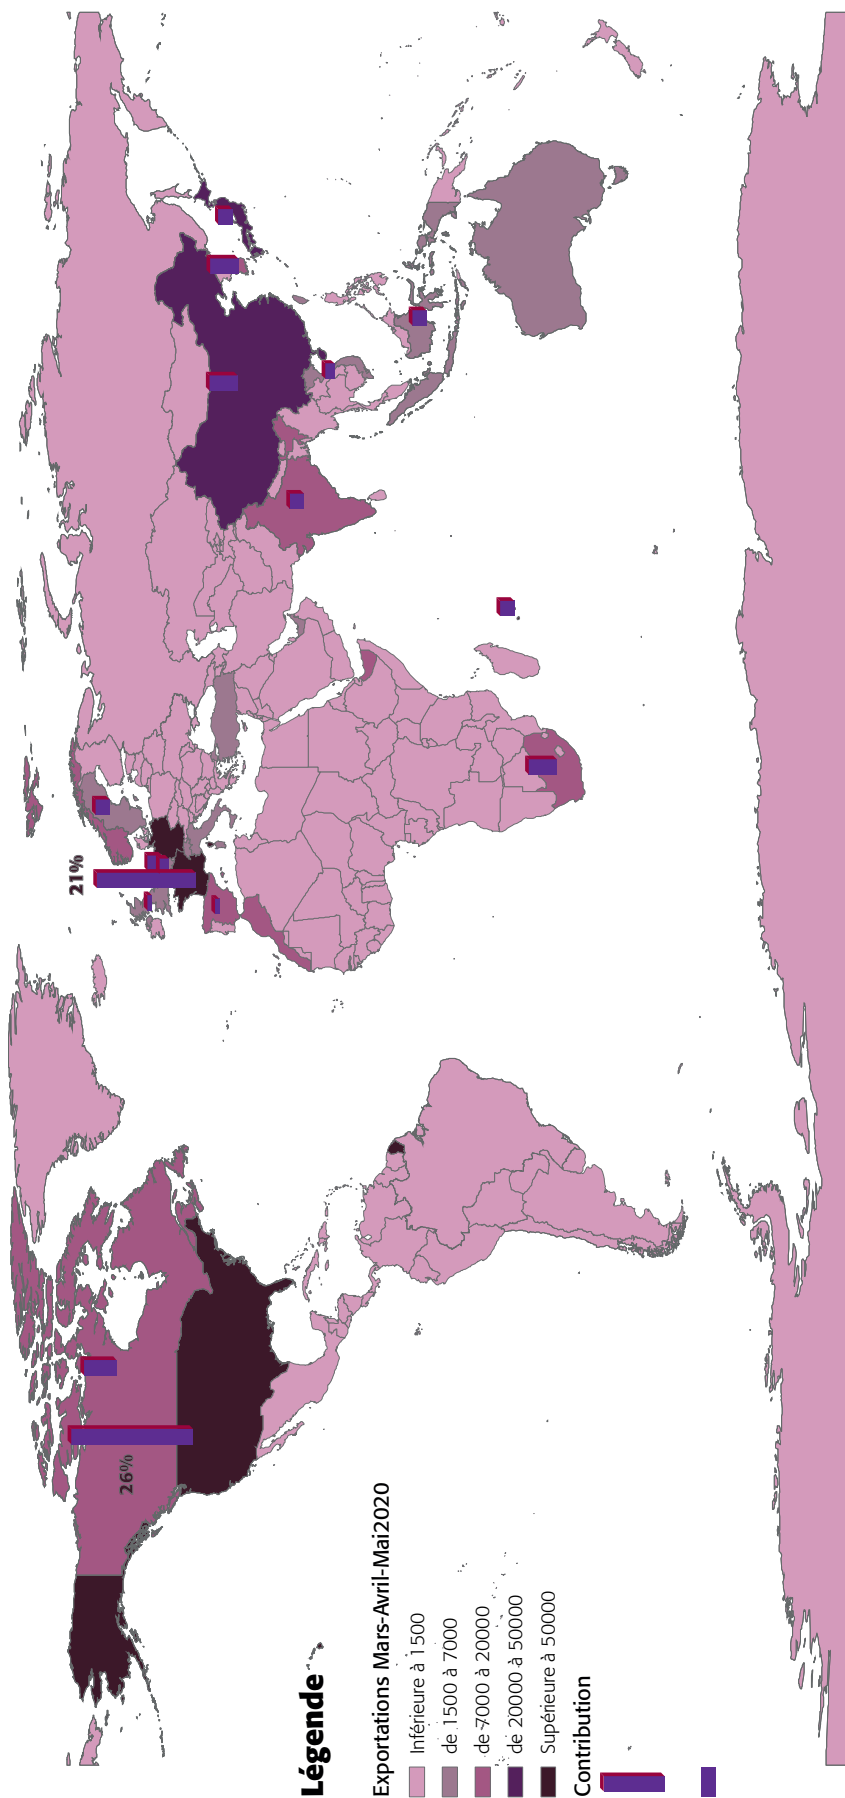 21%
26%
Légende
Exportations Mars-Avril-Mai2020
Inférieure à 1500
de 1500 à 7000
de 7000 à 20000
de 20000 à 50000
Supérieure à 50000
Contribution